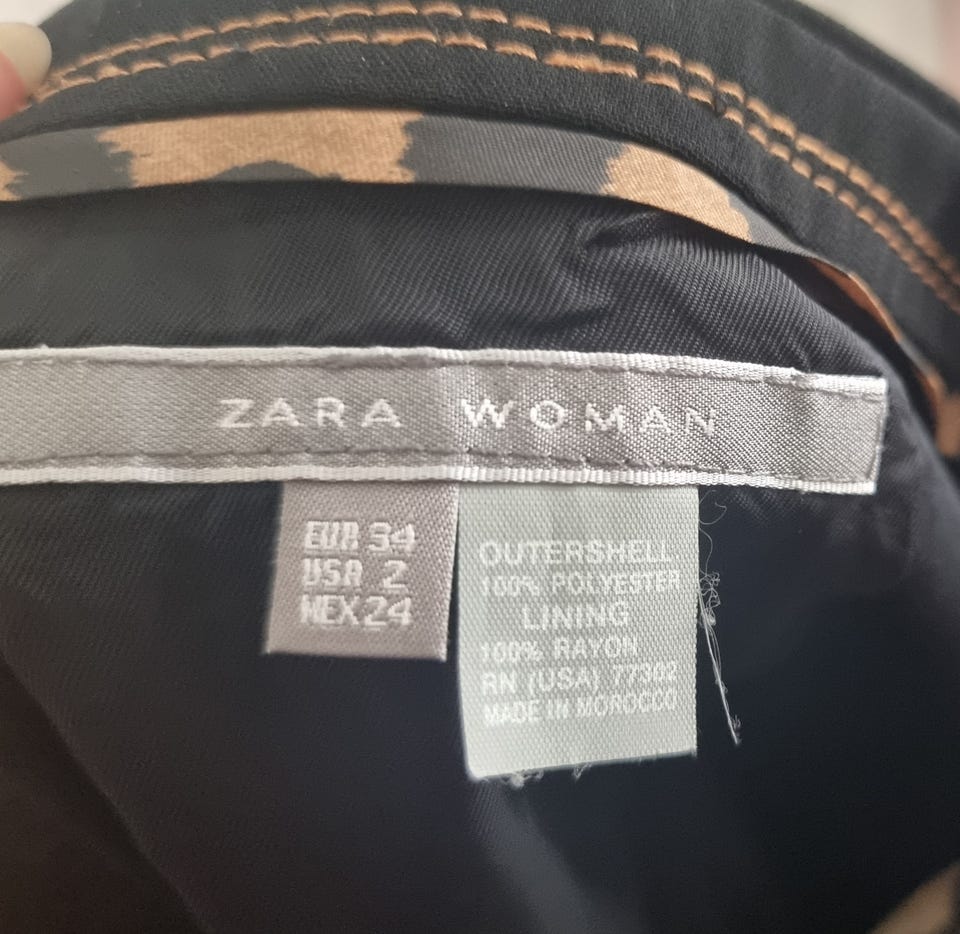 ZARA WOMAN
EUR 34
USA 2
MEX 24
OUTERSHELL
100% POLYESTER
LINING
100% RAYON
RN (USA) 77302
MADE IN MOROCCO